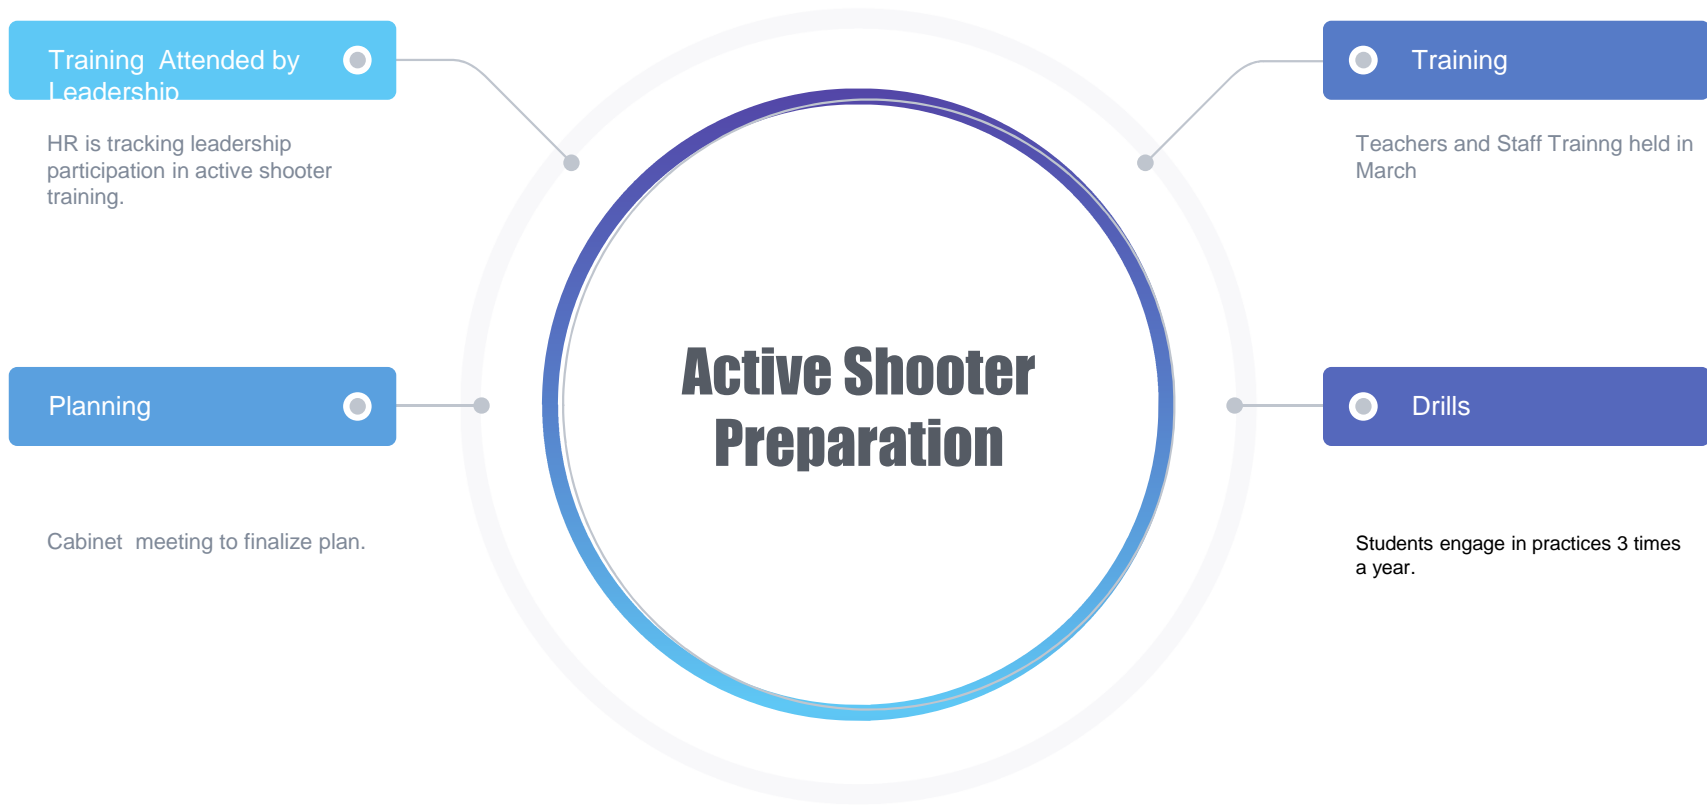 Training  Attended by
Leadership
HR is tracking leadership
participation in active shooter
training.
Planning
Cabinet  meeting to finalize plan.
Active Shooter
Preparation
Training
Teachers and Staff Trainng held in
March
Drills
Students engage in practices 3 times
a year.